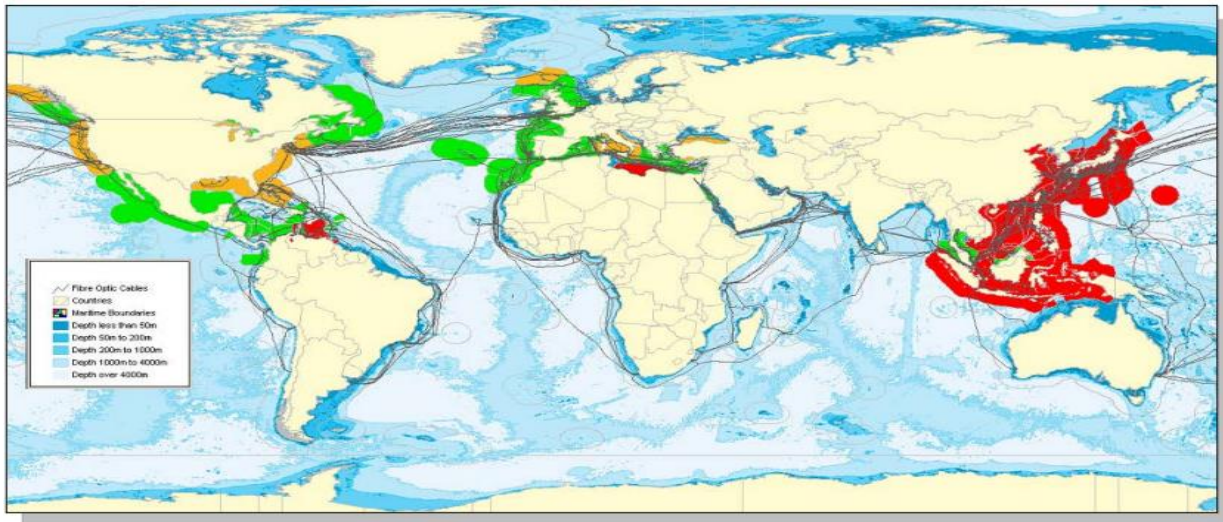 Fibre Optic Cables
Countries
Maritime Boundaries
Depth less than 50m
Depth 50m to 200m
Depth 200m to 1000m
Depth 1000m to 4000m
Depth over 4000m